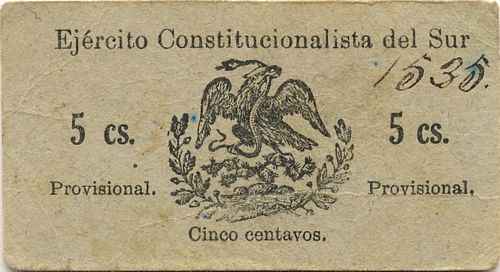 Ejército Constitucionalista del Sur
1535.
5 cs. 5 cs.
Provisional. Provisional.
Cinco centavos.